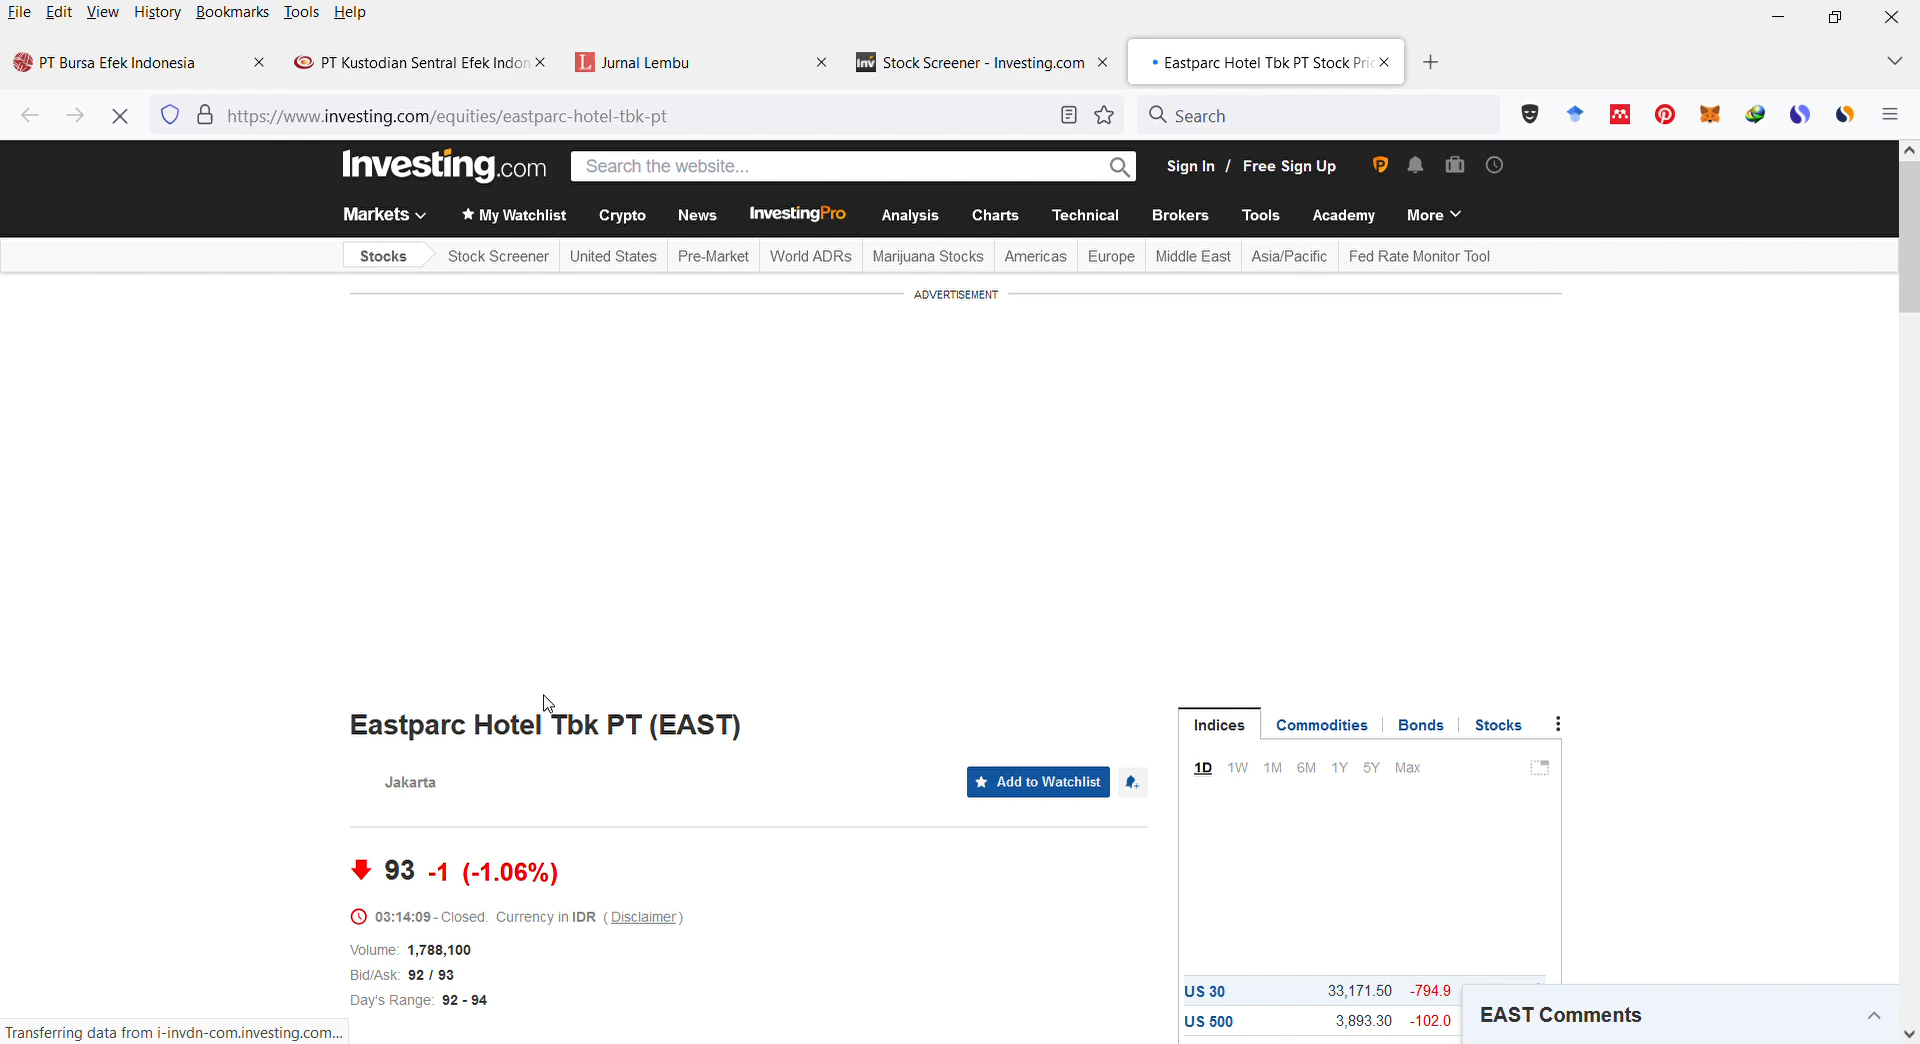 File Edit View History Bookmarks Tools Help
PT Bursa Efek Indonesia
PT Kustodian Sentral Efek Indon
L Jurnal Lembu
Inv Stock Screener - Investing.com
Eastparc Hotel Tbk PT Stock Pric
https://www.investing.com/equities/eastparc-hotel-tbk-pt
Search
Investing.com
Search the website...
Sign In / Free Sign Up
Markets My Watchlist Crypto News InvestingPro Analysis Charts Technical Brokers Tools Academy More
Stocks Stock Screener United States Pre-Market World ADRs Marijuana Stocks Americas Europe Middle East Asia/Pacific Fed Rate Monitor Tool
ADVERTISEMENT
Eastparc Hotel Tbk PT (EAST)
Jakarta
Add to Watchlist
93 -1 (-1.06%)
03:14:09 - Closed. Currency in IDR ( Disclaimer )
Volume: 1,788,100
Bid/Ask: 92 / 93
Day's Range: 92 - 94
Indices Commodities Bonds Stocks
1D 1W 1M 6M 1Y 5Y Max
US 30 33,171.50 -794.9
US 500 3,893.30 -102.0
EAST Comments
Transferring data from i-invdn-com.investing.com...